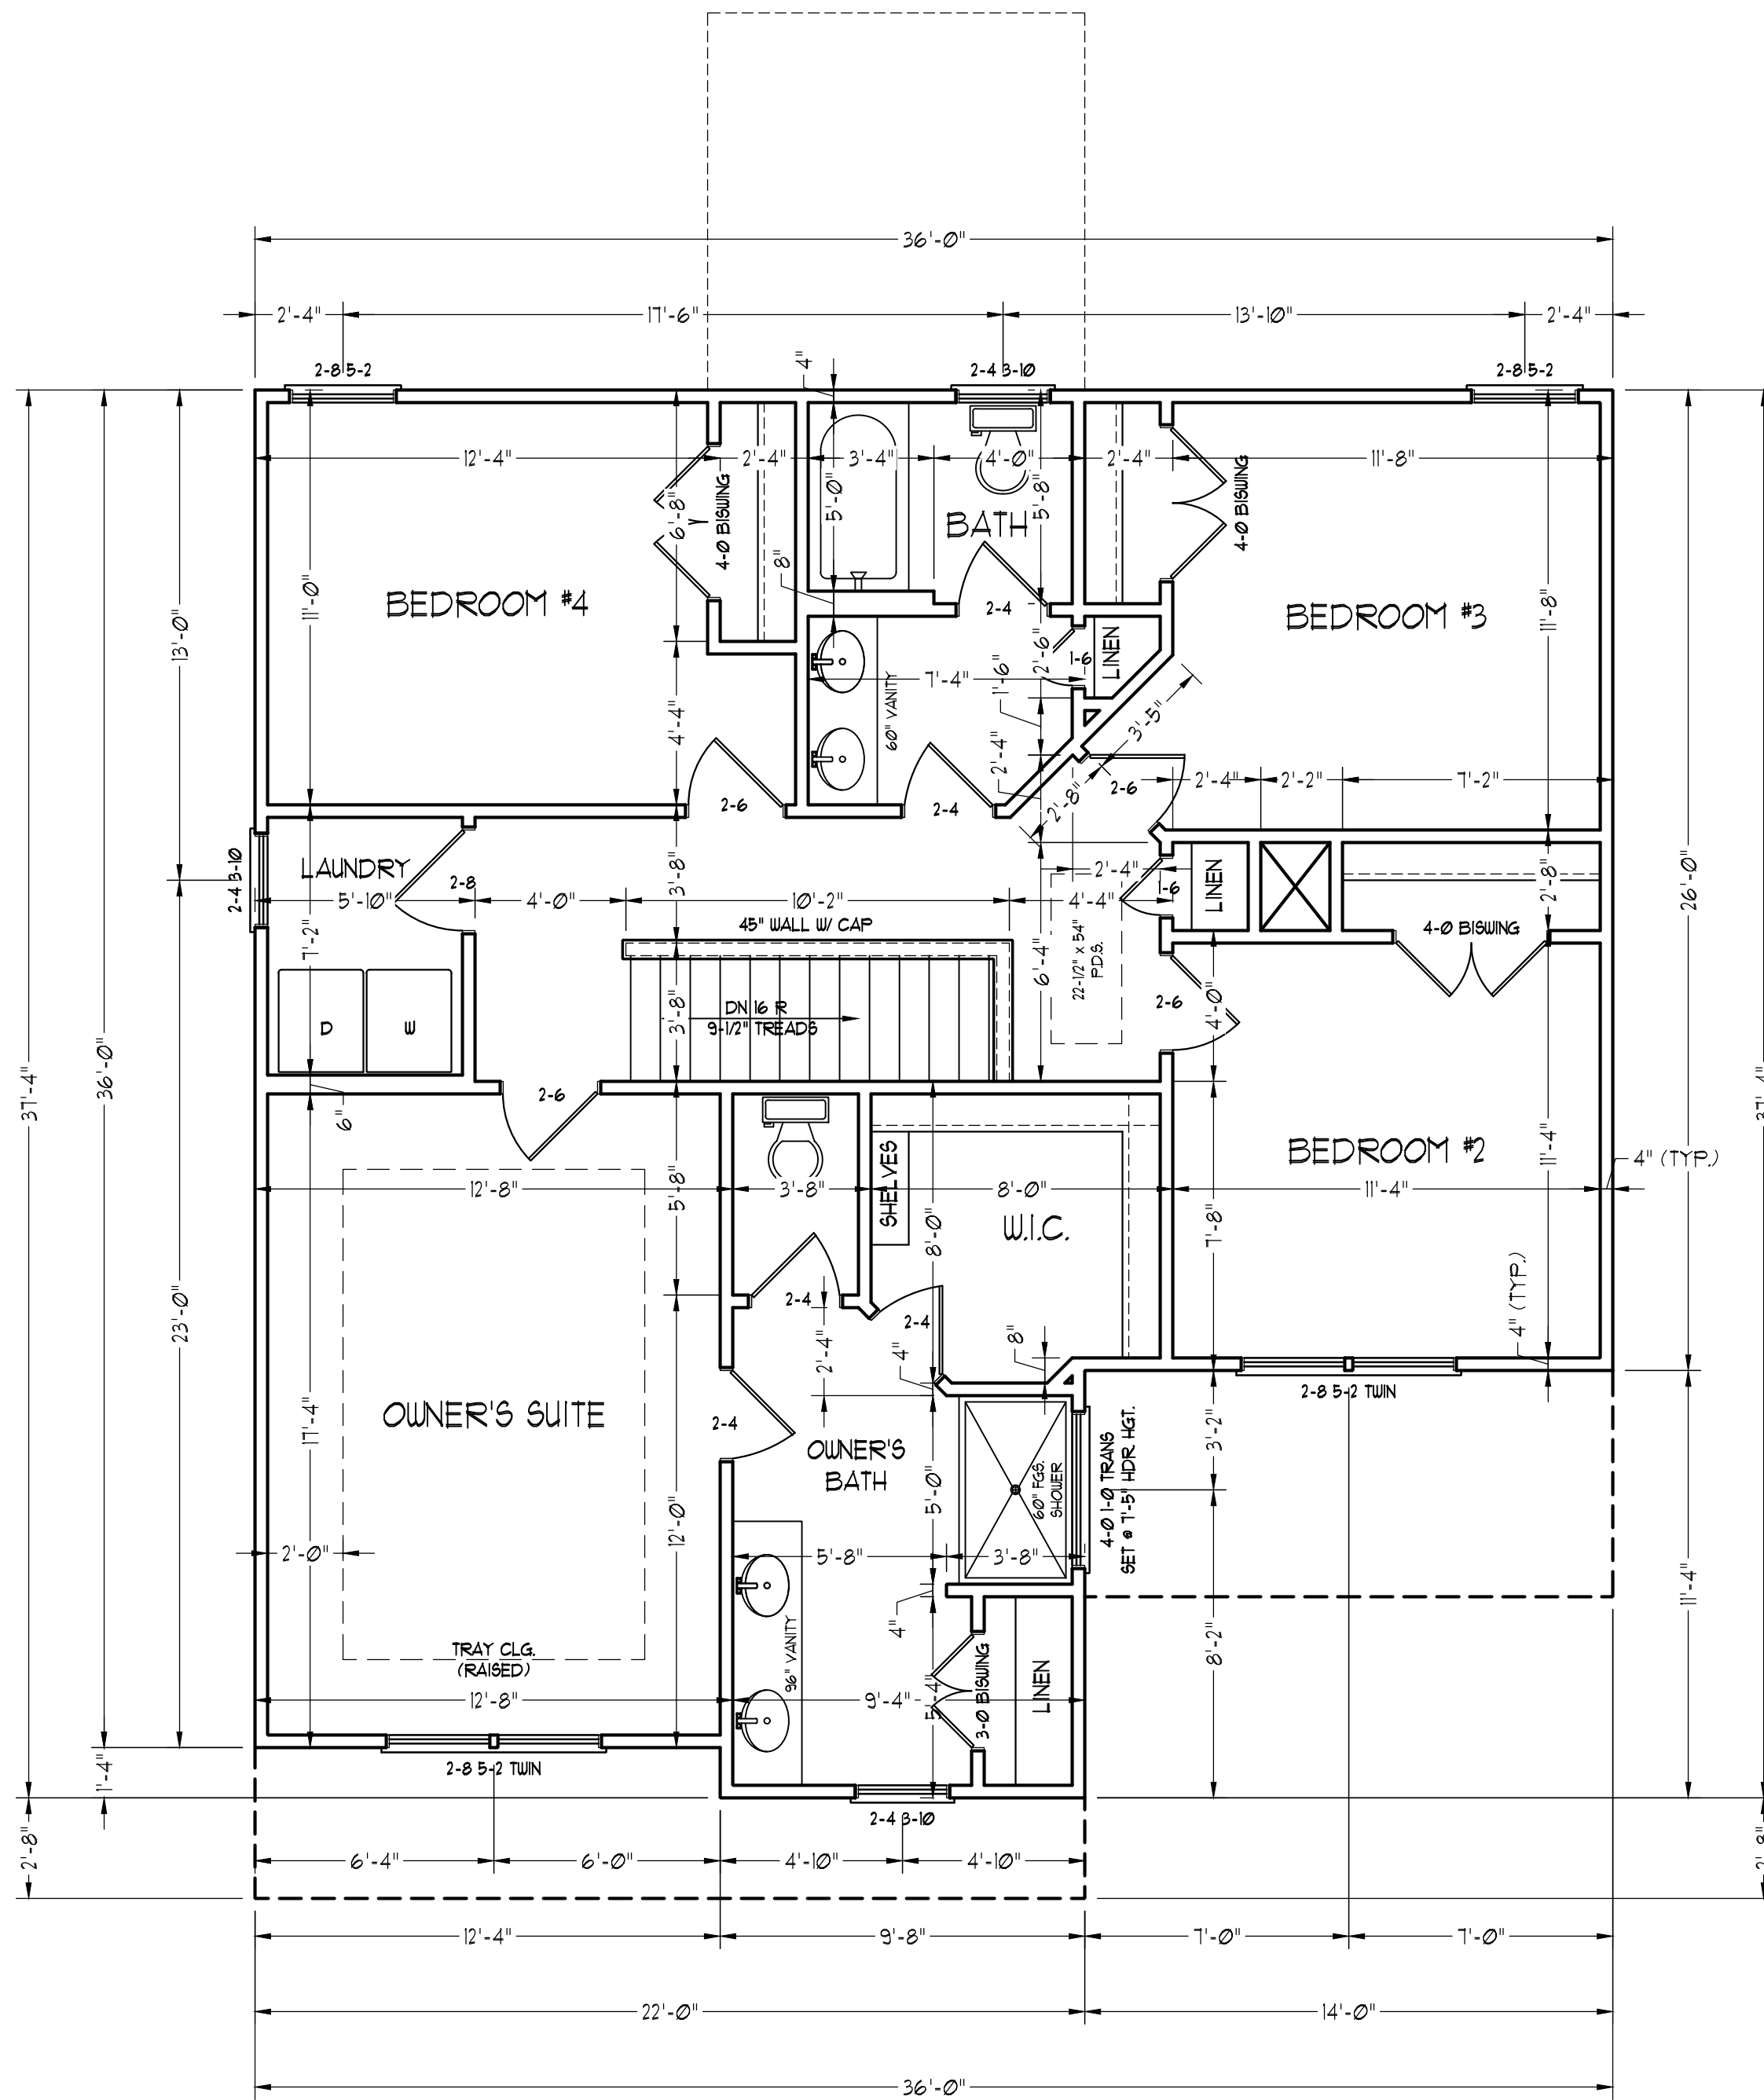 36'-0"
2'-4"
17'-6"
13'-10"
2'-4"
2-8 5-2
4"
2-4 3-10
2-8 5-2
12'-4"
2'-4"
3'-4"
4'-0"
2'-4"
11'-8"
4-0 BISWING
6'-8"
5'-0"
5'-8"
4-0 BISWING
BATH
8"
11'-0"
BEDROOM #4
BEDROOM #3
11'-8"
2-4
13'-0"
2'-6"
1-6
LINEN
1'-6"
7'-4"
60" VANITY
3'-5"
4'-4"
2'-4"
2'-8"
2-6
2-4
2-6
2'-4"
2'-2"
7'-2"
LAUNDRY
2-4 3-10
2-8
3'-8"
2'-4"
1-6
LINEN
2'-8"
26'-0"
5'-10"
4'-0"
10'-2"
4'-4"
45" WALL W/ CAP
4-0 BISWING
7'-2"
6'-4"
22-1/2" x 54"
P.D.S.
DN 16 R
9-1/2" TREADS
3'-8"
2-6
4'-0"
D
W
37'-4"
36'-0"
2-6
6"
37'-4"
SHELVES
BEDROOM #2
11'-4"
4" (TYP.)
12'-8"
5'-8"
3'-8"
8'-0"
11'-4"
W.I.C.
8'-0"
7'-8"
4" (TYP.)
23'-0"
2-4
2-4
2'-4"
4"
8"
2-8 5-2 TWIN
17'-4"
OWNER'S SUITE
2-4
OWNER'S
BATH
5'-0"
60" FGS.
SHOWER
4-0 1-0 TRANS
SET @ 7'-5" HDR HGT.
3'-2"
12'-0"
2'-0"
5'-8"
3'-8"
11'-4"
4"
8'-2"
TRAY CLG.
(RAISED)
96" VANITY
12'-8"
9'-4"
5'-4"
3-0 BISWING
LINEN
2-8 5-2 TWIN
1'-4"
2-4 3-10
2'-8"
6'-4"
6'-0"
4'-10"
4'-10"
2'-8"
12'-4"
9'-8"
7'-0"
7'-0"
22'-0"
14'-0"
36'-0"